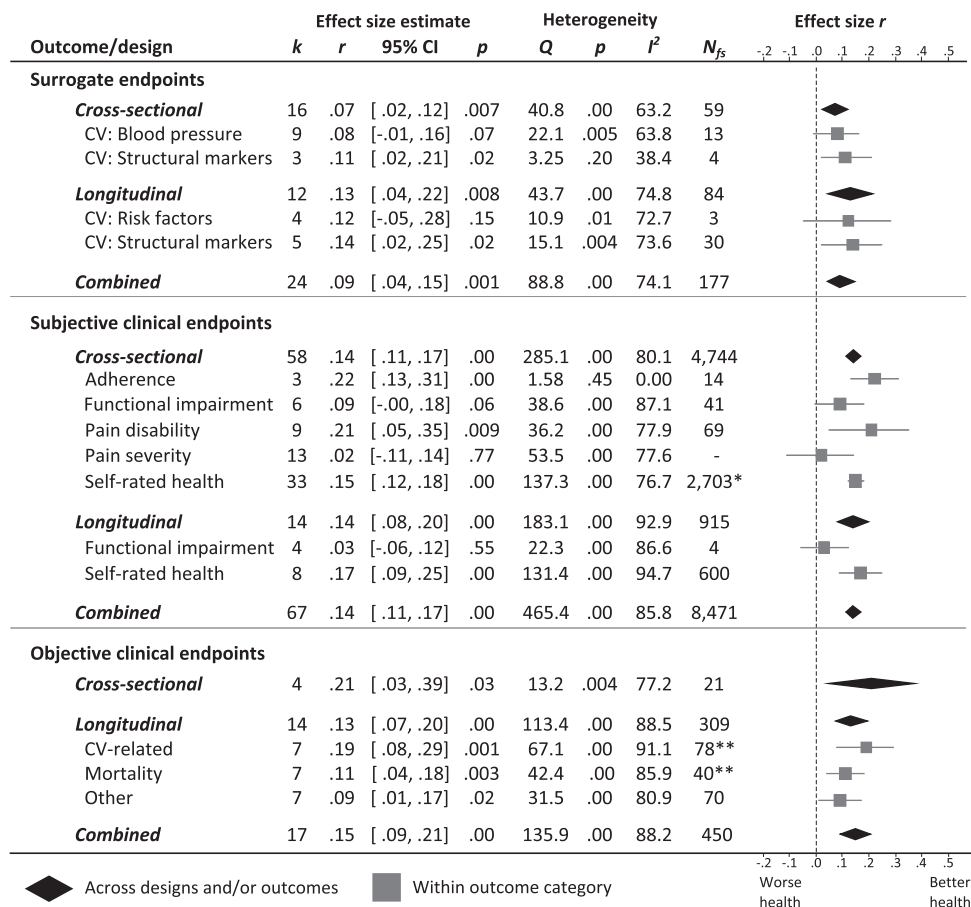 Effect size estimate Heterogeneity Effect size r
Outcome/design k r 95% CI p Q p I² Nfs -.2 -.1 .0 .1 .2 .3 .4 .5
Surrogate endpoints
Cross-sectional 16 .07 [ .02, .12] .007 40.8 .00 63.2 59
CV: Blood pressure 9 .08 [-.01, .16] .07 22.1 .005 63.8 13
CV: Structural markers 3 .11 [ .02, .21] .02 3.25 .20 38.4 4
Longitudinal 12 .13 [ .04, .22] .008 43.7 .00 74.8 84
CV: Risk factors 4 .12 [-.05, .28] .15 10.9 .01 72.7 3
CV: Structural markers 5 .14 [ .02, .25] .02 15.1 .004 73.6 30
Combined 24 .09 [ .04, .15] .001 88.8 .00 74.1 177
Subjective clinical endpoints
Cross-sectional 58 .14 [ .11, .17] .00 285.1 .00 80.1 4,744
Adherence 3 .22 [ .13, .31] .00 1.58 .45 0.00 14
Functional impairment 6 .09 [-.00, .18] .06 38.6 .00 87.1 41
Pain disability 9 .21 [ .05, .35] .009 36.2 .00 77.9 69
Pain severity 13 .02 [-.11, .14] .77 53.5 .00 77.6 -
Self-rated health 33 .15 [ .12, .18] .00 137.3 .00 76.7 2,703*
Longitudinal 14 .14 [ .08, .20] .00 183.1 .00 92.9 915
Functional impairment 4 .03 [-.06, .12] .55 22.3 .00 86.6 4
Self-rated health 8 .17 [ .09, .25] .00 131.4 .00 94.7 600
Combined 67 .14 [ .11, .17] .00 465.4 .00 85.8 8,471
Objective clinical endpoints
Cross-sectional 4 .21 [ .03, .39] .03 13.2 .004 77.2 21
Longitudinal 14 .13 [ .07, .20] .00 113.4 .00 88.5 309
CV-related 7 .19 [ .08, .29] .001 67.1 .00 91.1 78**
Mortality 7 .11 [ .04, .18] .003 42.4 .00 85.9 40**
Other 7 .09 [ .01, .17] .02 31.5 .00 80.9 70
Combined 17 .15 [ .09, .21] .00 135.9 .00 88.2 450
-.2 -.1 .0 .1 .2 .3 .4 .5
Across designs and/or outcomes Within outcome category Worse Better
health health